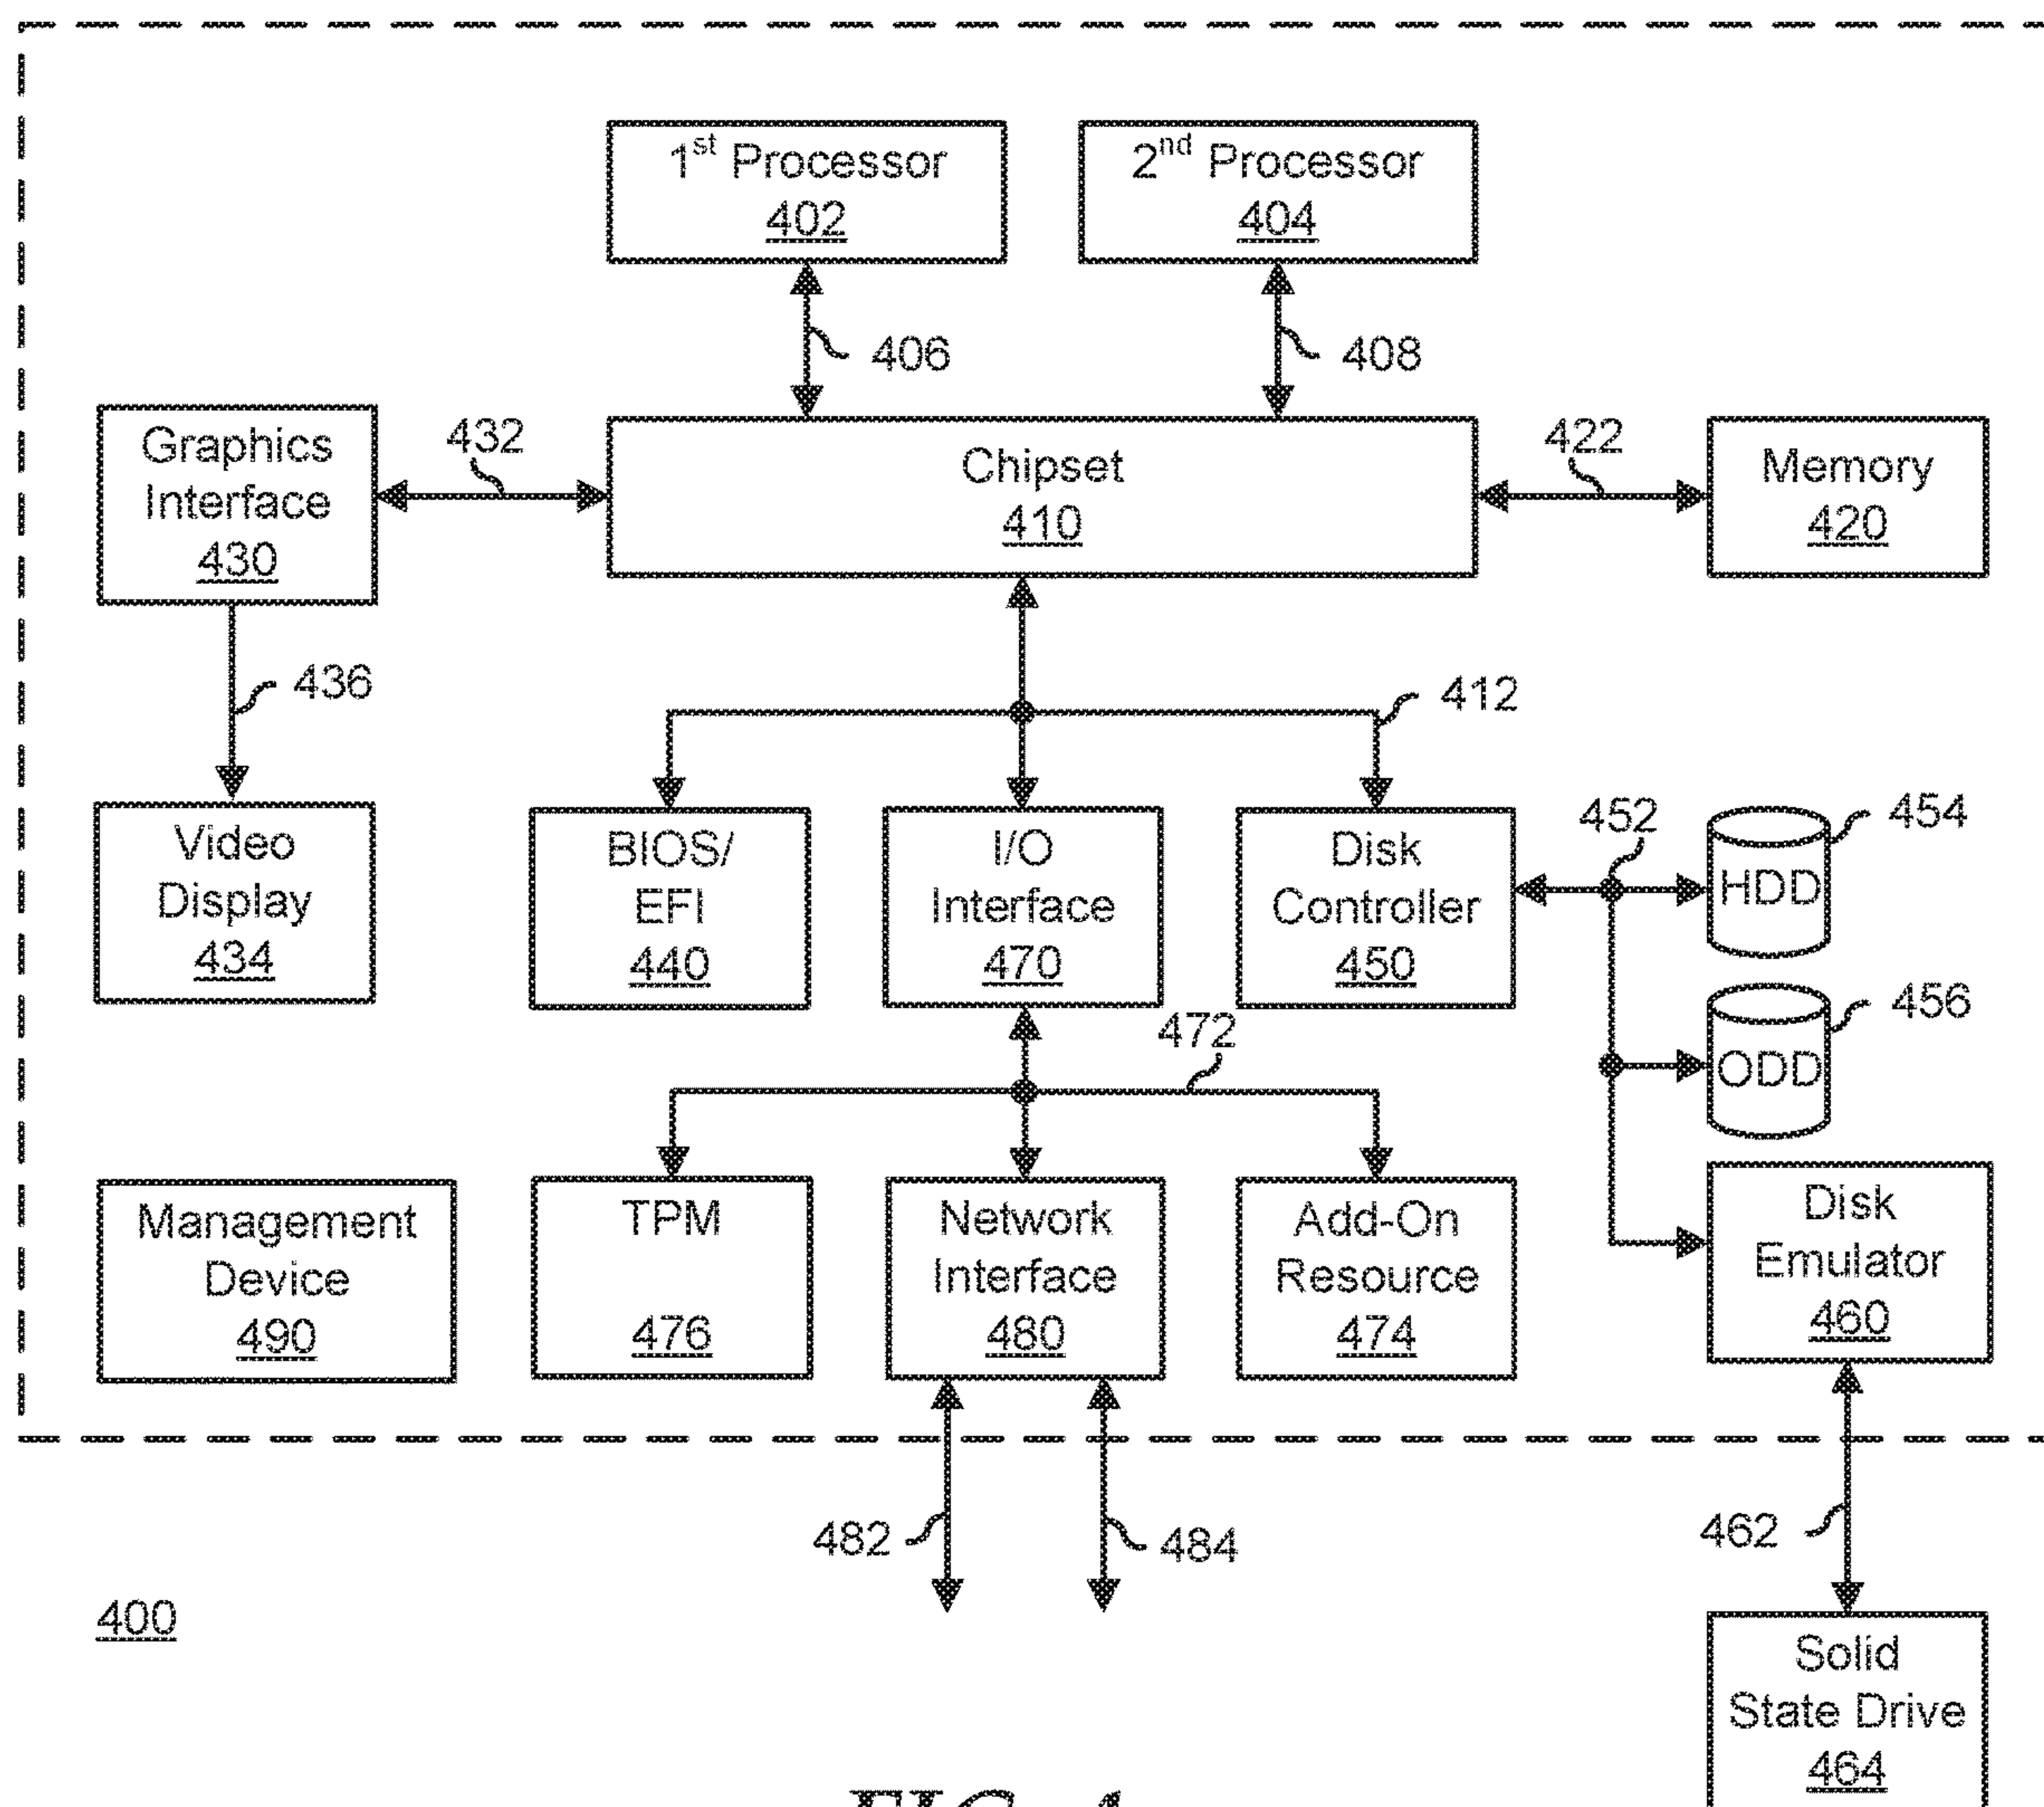 1st Processor
402
2nd Processor
404
406
408
Graphics
Interface
430
432
Chipset
410
422
Memory
420
436
412
Video
Display
434
BIOS/
EFI
440
I/O
Interface
470
Disk
Controller
450
452
HDD
454
ODD
456
472
Management
Device
490
TPM
476
Network
Interface
480
Add-On
Resource
474
Disk
Emulator
460
482
484
462
400
Solid
State Drive
464